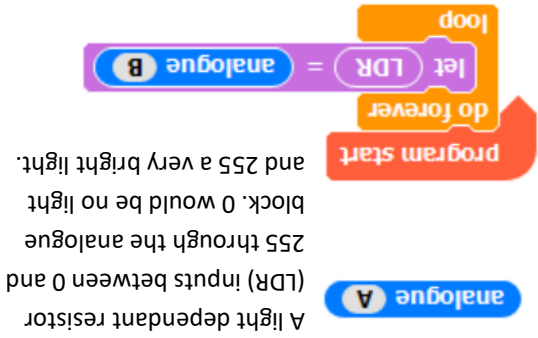 analogue A
A light dependant resistor
(LDR) inputs between 0 and
255 through the analogue
block. 0 would be no light
and 255 a very bright light.
program start
do forever
let LDR = analogue B
loop